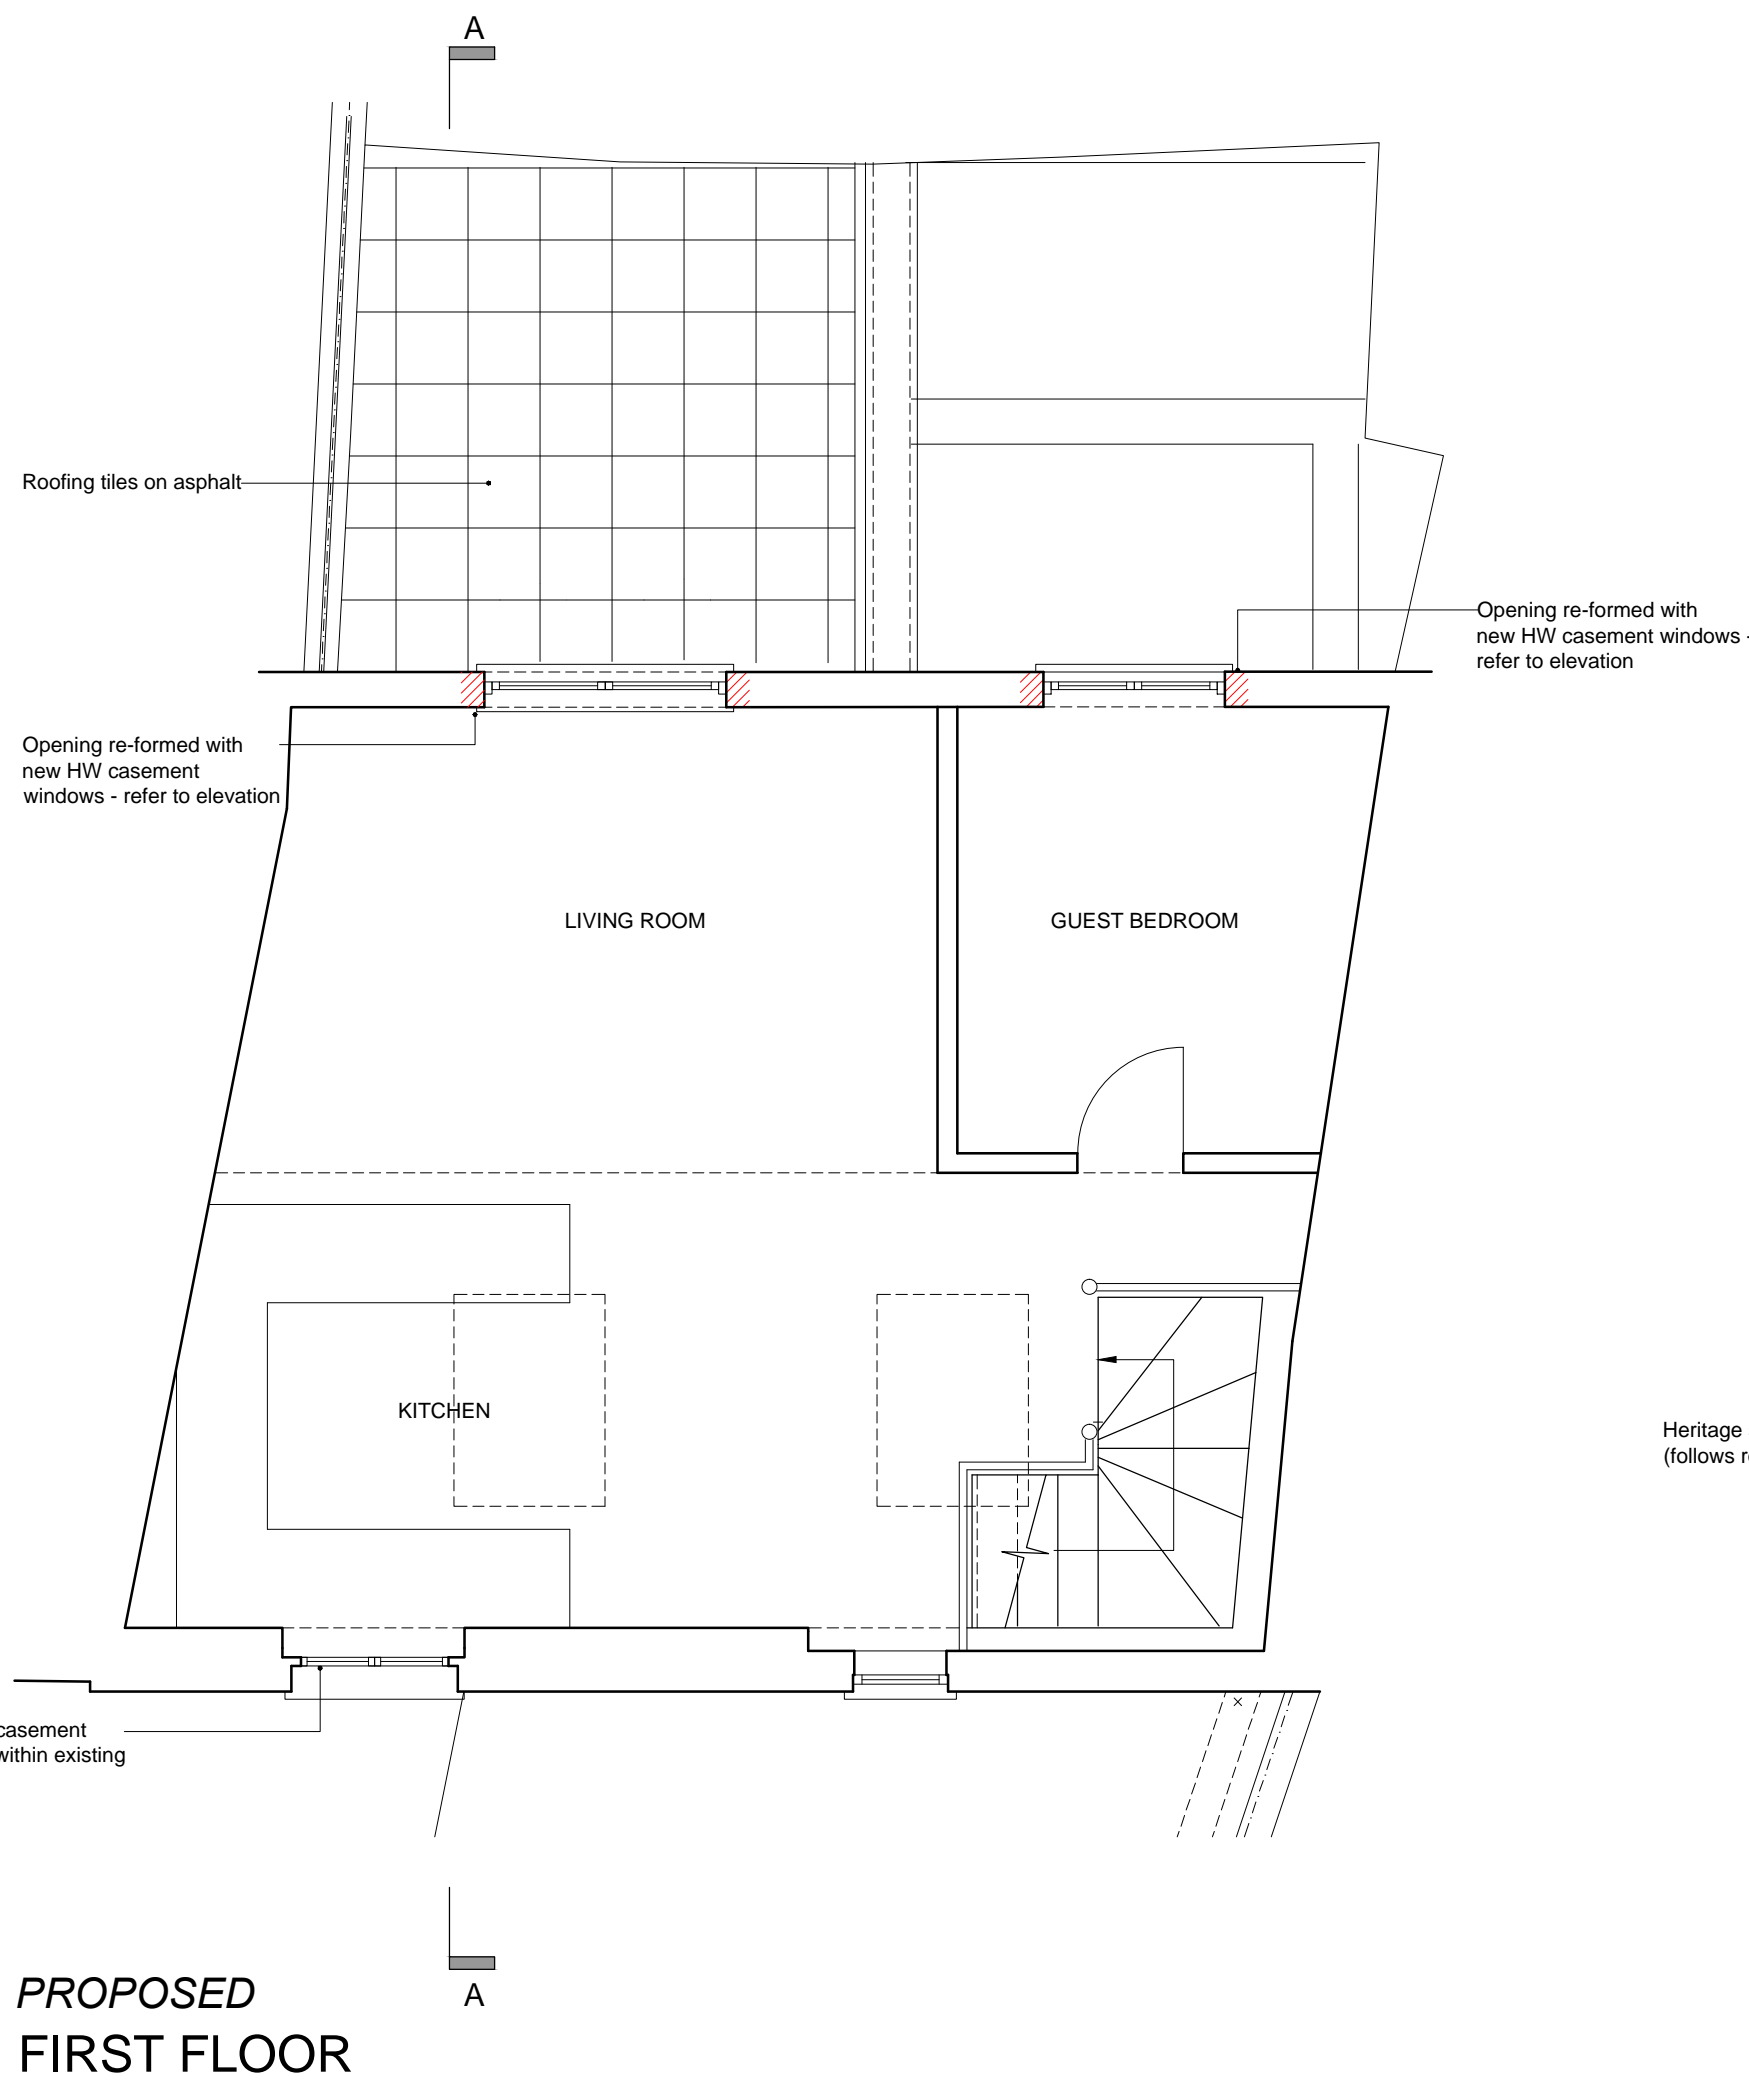 A
Roofing tiles on asphalt
Opening re-formed with
new HW casement windows -
refer to elevation
Opening re-formed with
new HW casement
windows - refer to elevation
LIVING ROOM
GUEST BEDROOM
KITCHEN
Heritage
(follows
casement
within existing
A
PROPOSED
FIRST FLOOR